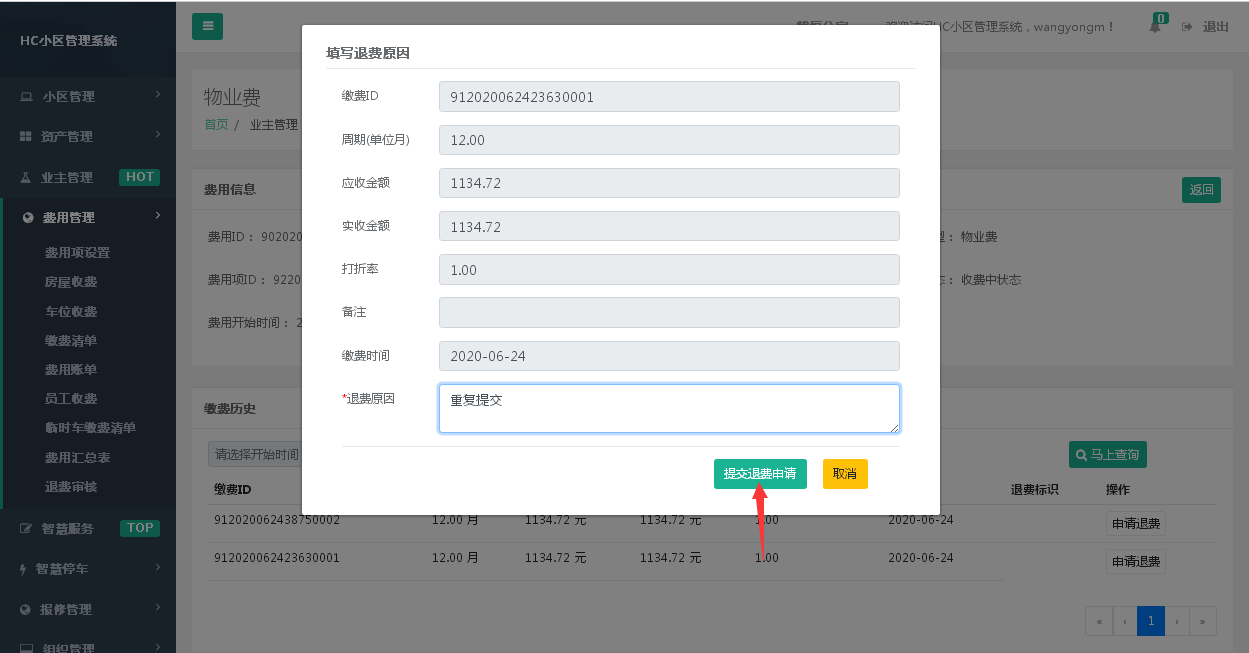 HC小区管理系统
小区管理
资产管理
业主管理 HOT
费用管理
费用项设置
房屋收费
车位收费
缴费清单
费用账单
员工收费
临时车缴费清单
费用汇总表
退费审核
智慧服务 TOP
智慧停车
报修管理
组织管理
C小区管理系统，wangyongm！
0
退出
物业费
首页 / 业主管理
费用信息
返回
费用ID： 902020
型： 物业费
费用项ID： 9220
态： 收费中状态
费用开始时间： 2
缴费历史
请选择开始时间
马上查询
缴费ID
退费标识
操作
912020062438750002 12.00 月 1134.72 元 1134.72 元 1.00 2020-06-24 申请退费
912020062423630001 12.00 月 1134.72 元 1134.72 元 1.00 2020-06-24 申请退费
« ‹ 1 › »
填写退费原因
缴费ID 912020062423630001
周期(单位月) 12.00
应收金额 1134.72
实收金额 1134.72
打折率 1.00
备注
缴费时间 2020-06-24
*退费原因 重复提交
提交退费申请 取消